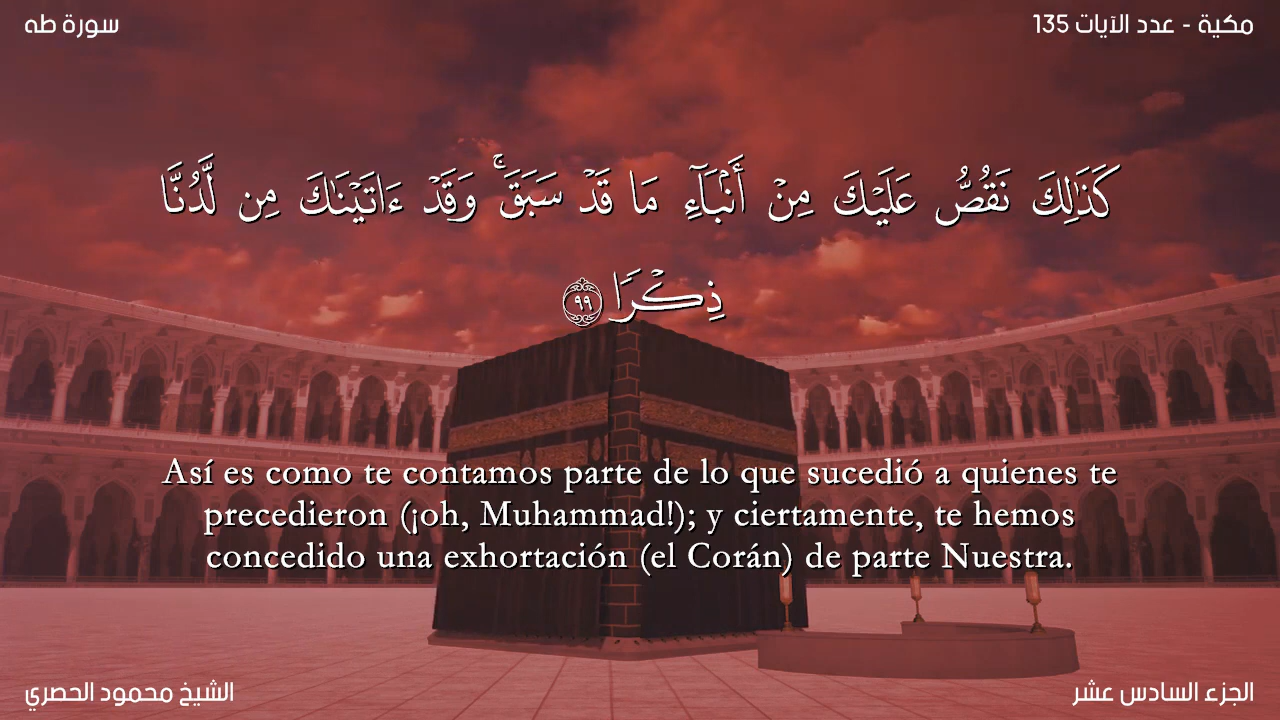 سورة طه
مكية - عدد الآيات 135
كَذَٰلِكَ نَقُصُّ عَلَيْكَ مِنْ أَنۢبَآءِ مَا قَدْ سَبَقَ ۚ وَقَدْ ءَاتَيْنَـٰكَ مِن لَّدُنَّا
ذِكْرًا ٩٩
Así es como te contamos parte de lo que sucedió a quienes te
precedieron (¡oh, Muhammad!); y ciertamente, te hemos
concedido una exhortación (el Corán) de parte Nuestra.
الشيخ محمود الحصري
الجزء السادس عشر